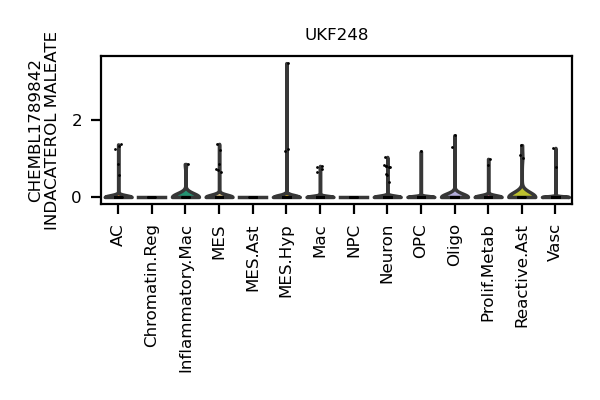 UKF248
CHEMBL1789842
INDACATEROL MALEATE
2
0
AC
Chromatin.Reg
Inflammatory.Mac
MES
MES.Ast
MES.Hyp
Mac
NPC
Neuron
OPC
Oligo
Prolif.Metab
Reactive.Ast
Vasc